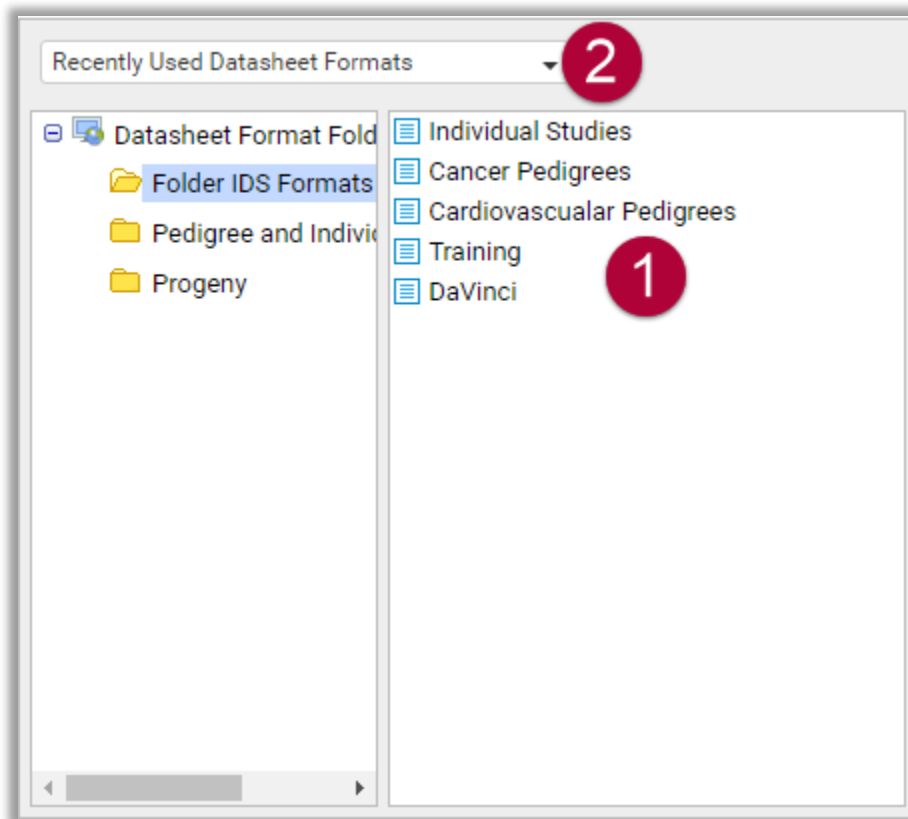 Recently Used Datasheet Formats
2
Datasheet Format Fold
Folder IDS Formats
Pedigree and Individ
Progeny
Individual Studies
Cancer Pedigrees
Cardiovascualar Pedigrees
Training
DaVinci
1